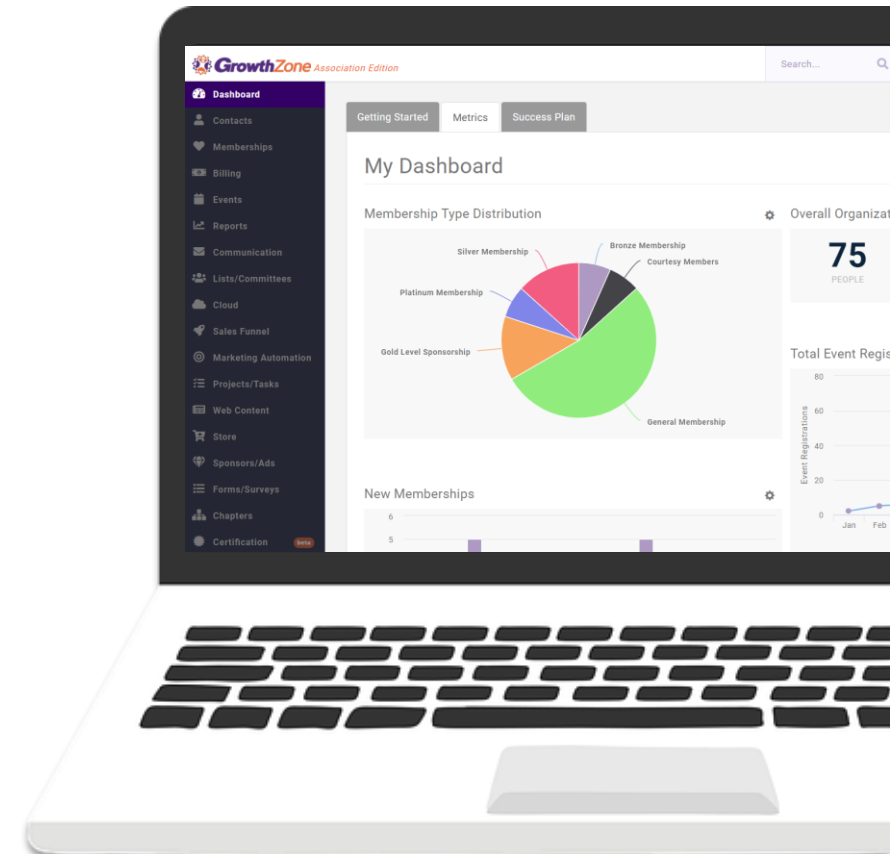 GrowthZone Association Edition
Search...
Dashboard
Contacts
Memberships
Billing
Events
Reports
Communication
Lists/Committees
Cloud
Sales Funnel
Marketing Automation
Projects/Tasks
Web Content
Store
Sponsors/Ads
Forms/Surveys
Chapters
Certification beta
Getting Started Metrics Success Plan
My Dashboard
Membership Type Distribution
Silver Membership
Bronze Membership
Courtesy Members
Platinum Membership
Gold Level Sponsorship
General Membership
New Memberships
6
5
Overall Organizat
75
PEOPLE
Total Event Regis
Event Registrations
80
60
40
20
0
Jan Feb